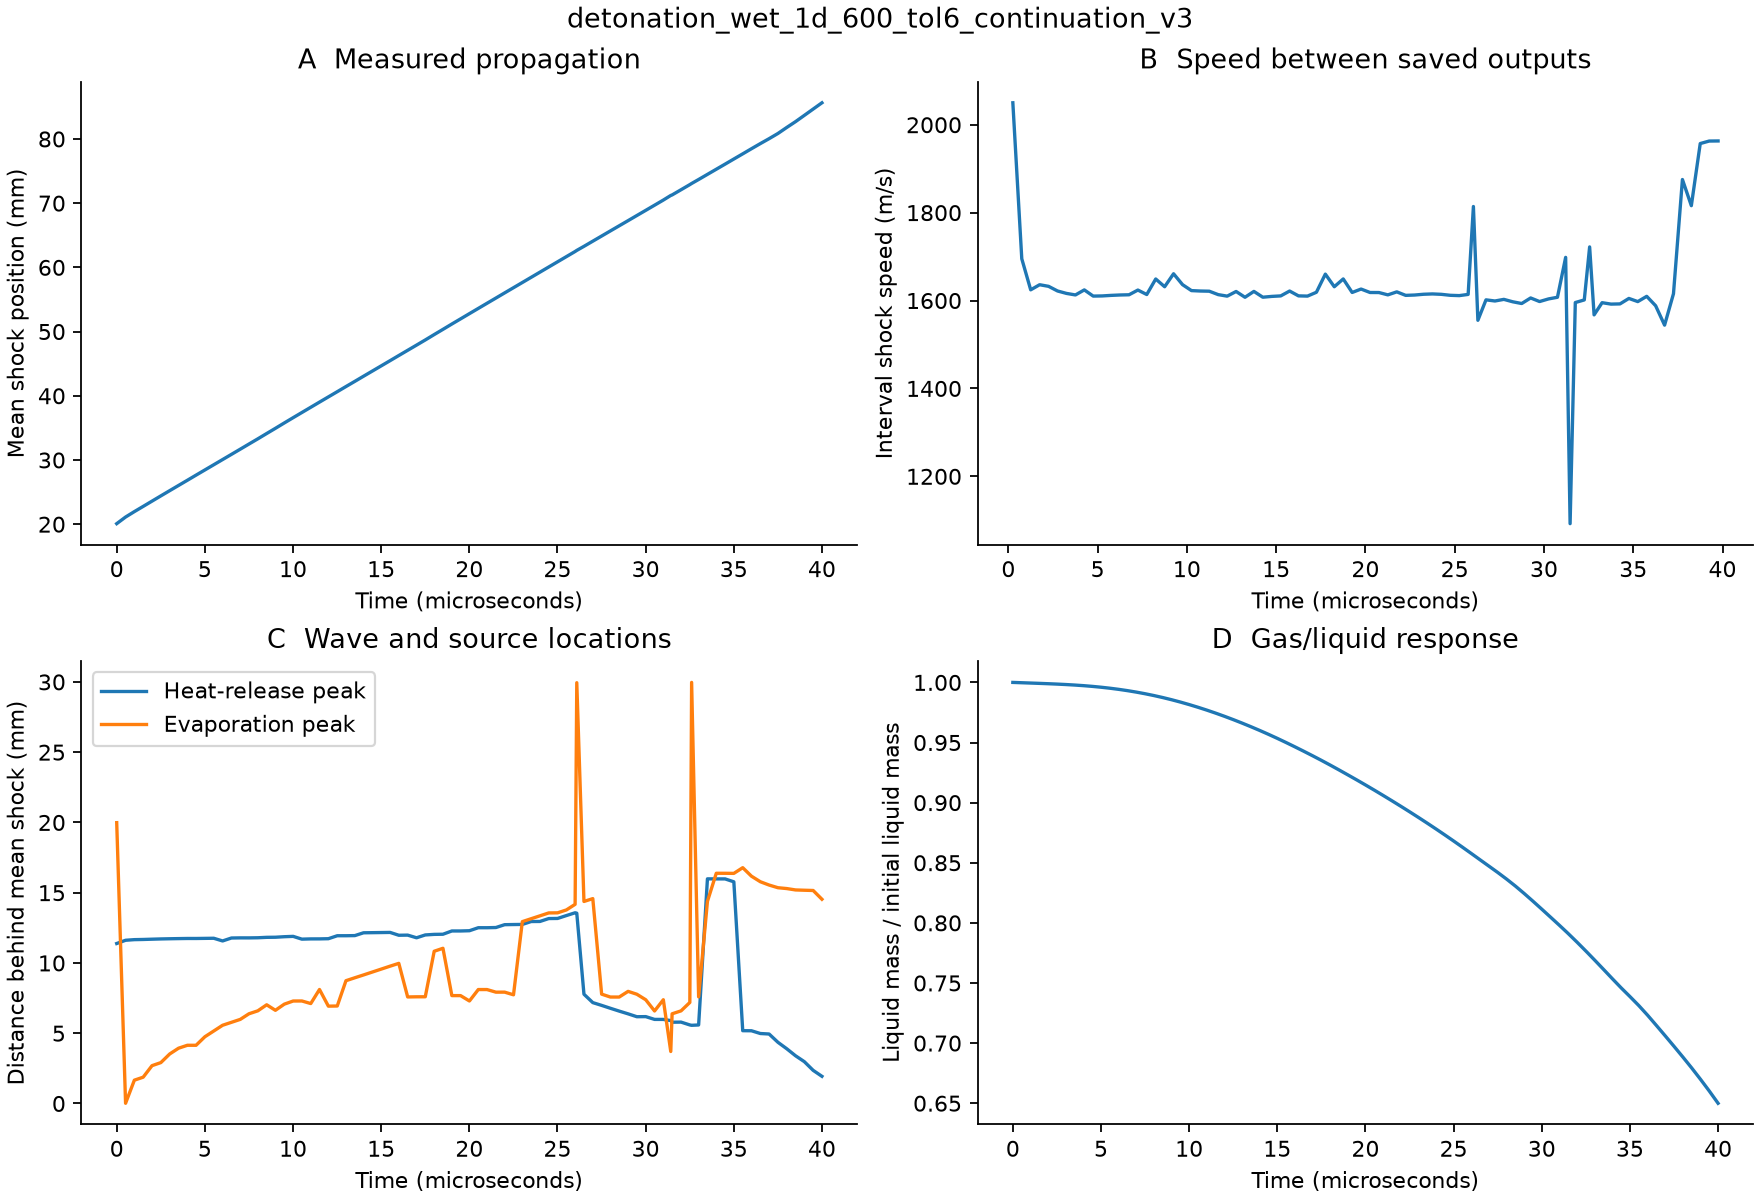 detonation_wet_1d_600_tol6_continuation_v3
A Measured propagation
Mean shock position (mm)
80
70
60
50
40
30
20
0 5 10 15 20 25 30 35 40
Time (microseconds)
B Speed between saved outputs
Interval shock speed (m/s)
2000
1800
1600
1400
1200
0 5 10 15 20 25 30 35 40
Time (microseconds)
C Wave and source locations
Distance behind mean shock (mm)
30
25
20
15
10
5
0
Heat-release peak
Evaporation peak
0 5 10 15 20 25 30 35 40
Time (microseconds)
D Gas/liquid response
Liquid mass / initial liquid mass
1.00
0.95
0.90
0.85
0.80
0.75
0.70
0.65
0 5 10 15 20 25 30 35 40
Time (microseconds)